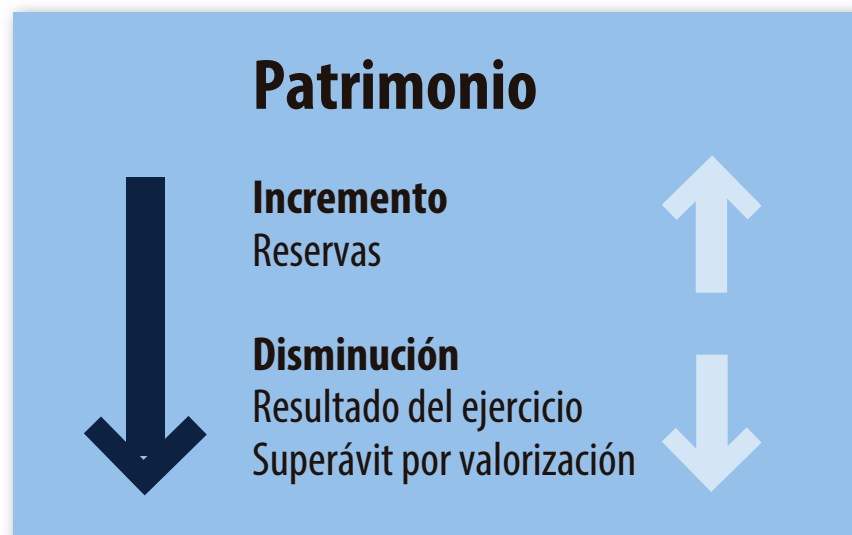 Patrimonio
Incremento
Reservas
Disminución
Resultado del ejercicio
Superávit por valorización